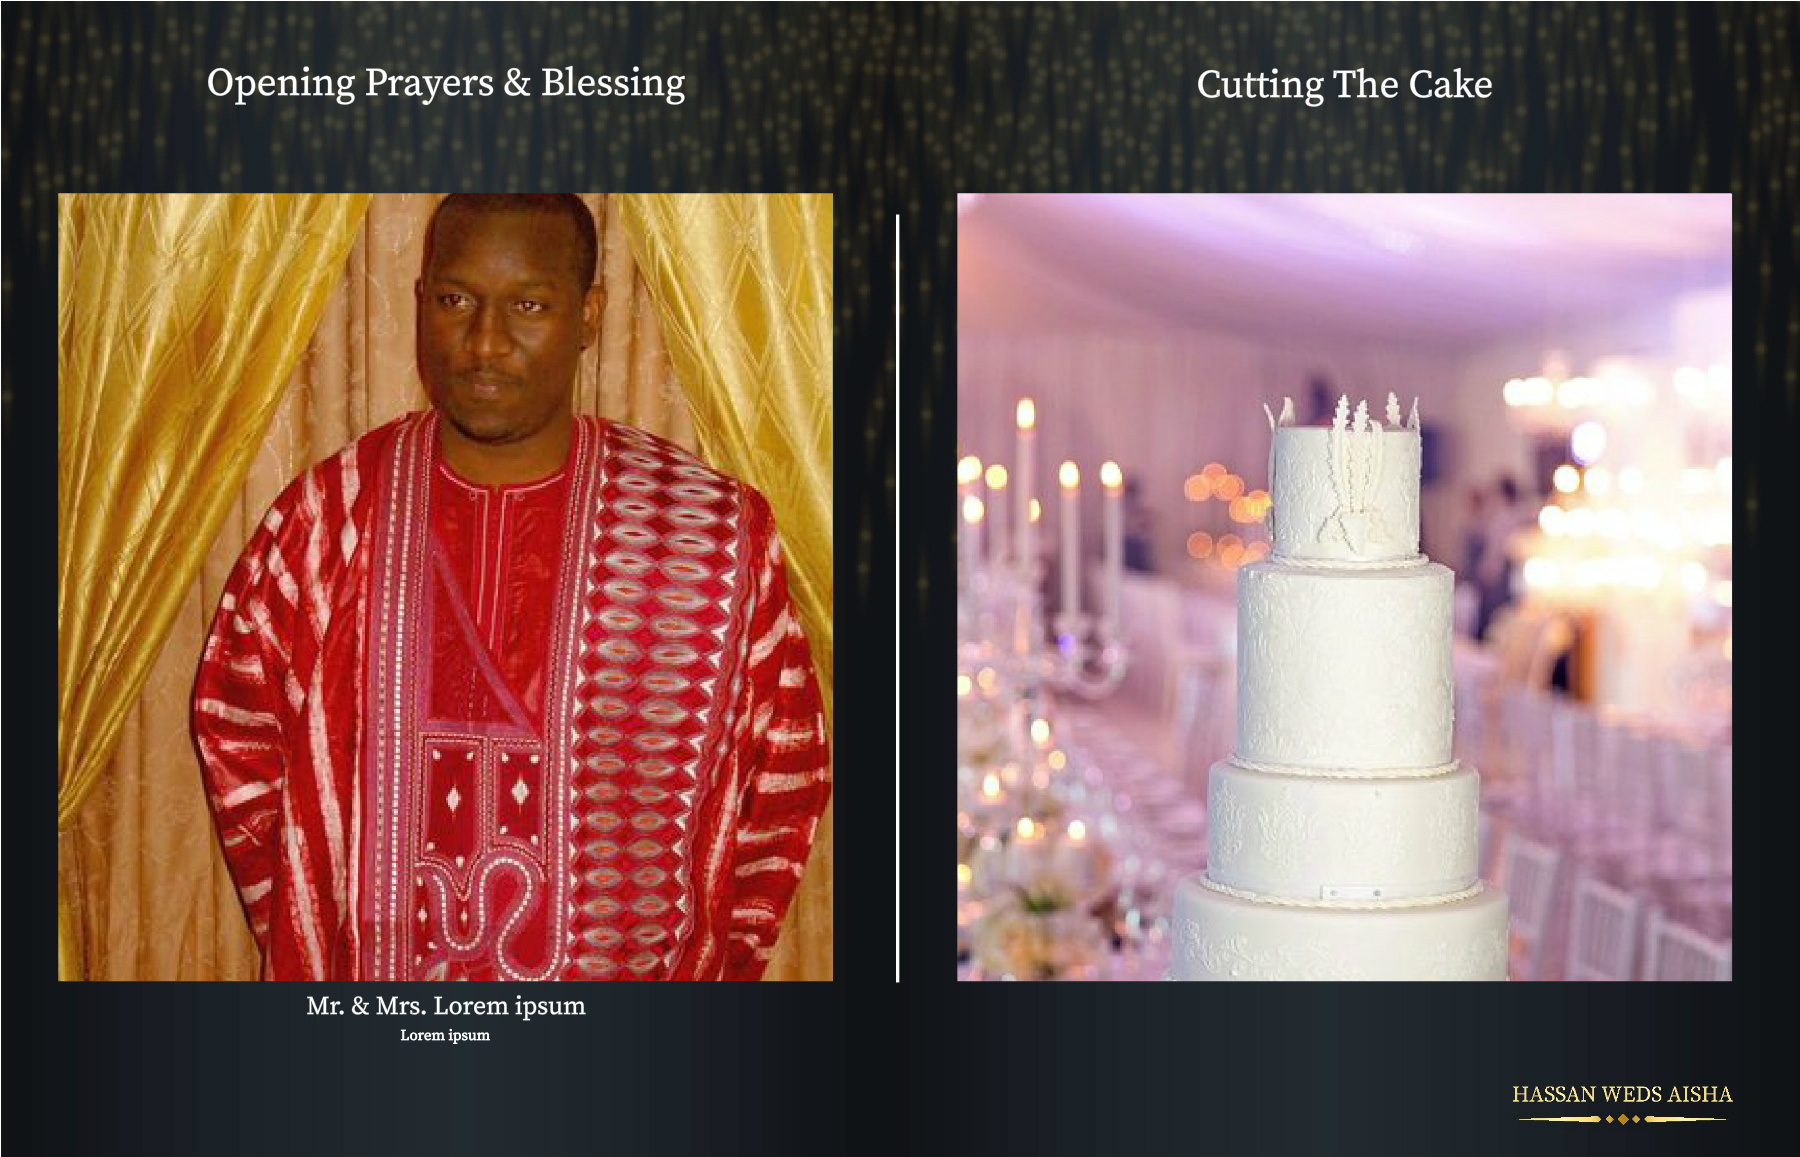 Opening Prayers & Blessing
Cutting The Cake
Mr. & Mrs. Lorem ipsum
Lorem ipsum
HASSAN WEDS AISHA